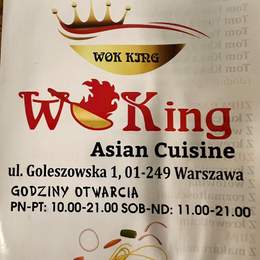 WOK KING
WoKing
Asian Cuisine
ul. Goleszowska 1, 01-249 Warszawa
GODZINY OTWARCIA
PN-PT: 10.00-21.00 SOB-ND: 11.00-21.00